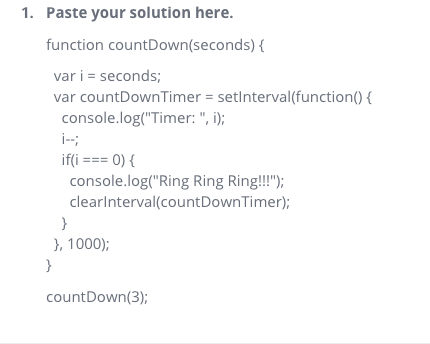 1. Paste your solution here.
function countDown(seconds) {
var i = seconds;
var countDownTimer = setInterval(function() {
console.log("Timer: ", i);
i--;
if(i === 0) {
console.log("Ring Ring Ring!!!");
clearInterval(countDownTimer);
}
}, 1000);
}
countDown(3);